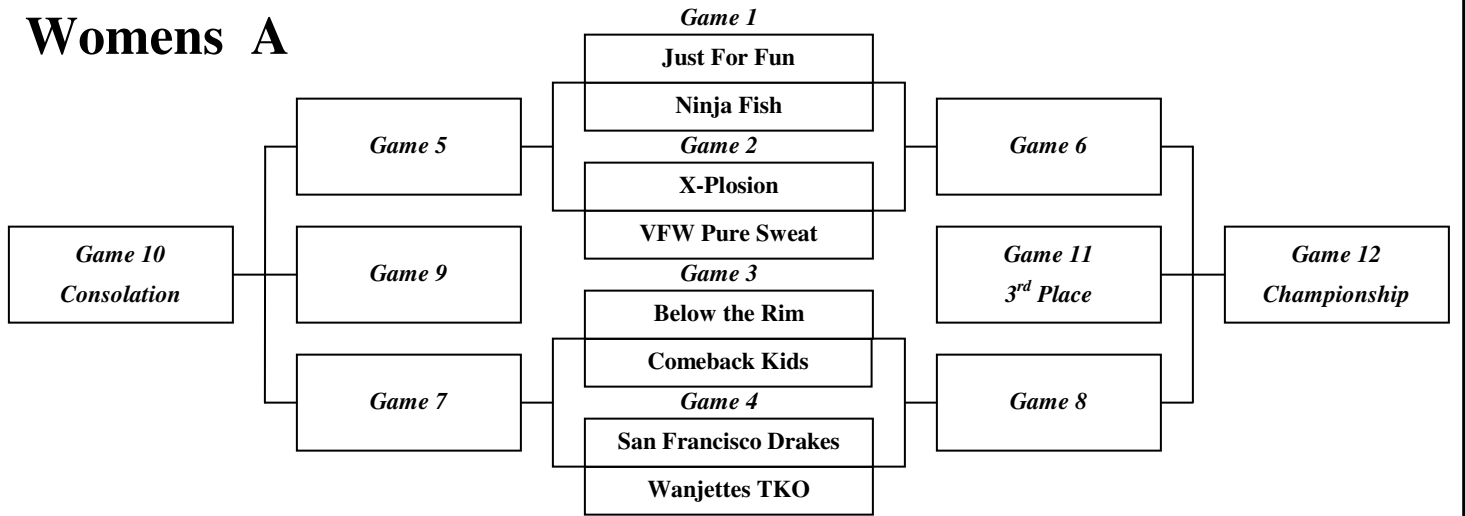 Womens A
Game 1
Just For Fun
Ninja Fish
Game 5
Game 2
Game 6
X-Plosion
VFW Pure Sweat
Game 10
Consolation
Game 9
Game 3
Game 11
3rd Place
Game 12
Championship
Below the Rim
Comeback Kids
Game 7
Game 4
Game 8
San Francisco Drakes
Wanjettes TKO